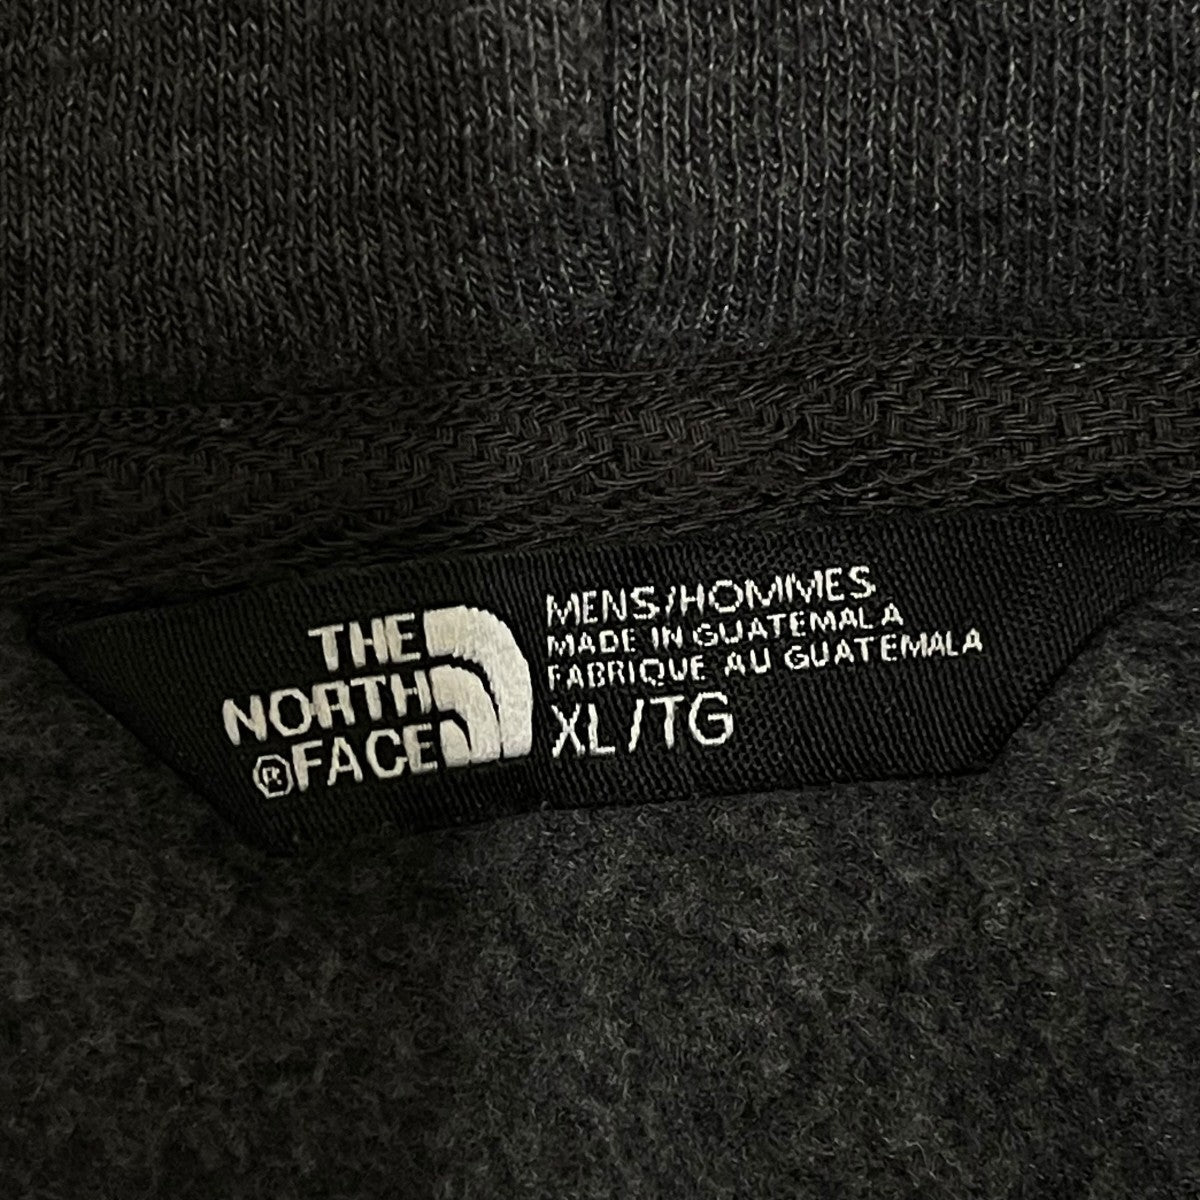 THE
NORTH
®FACE
MENS/HOMMES
MADE IN GUATEMALA
FABRIQUE AU GUATEMALA
XL/TG